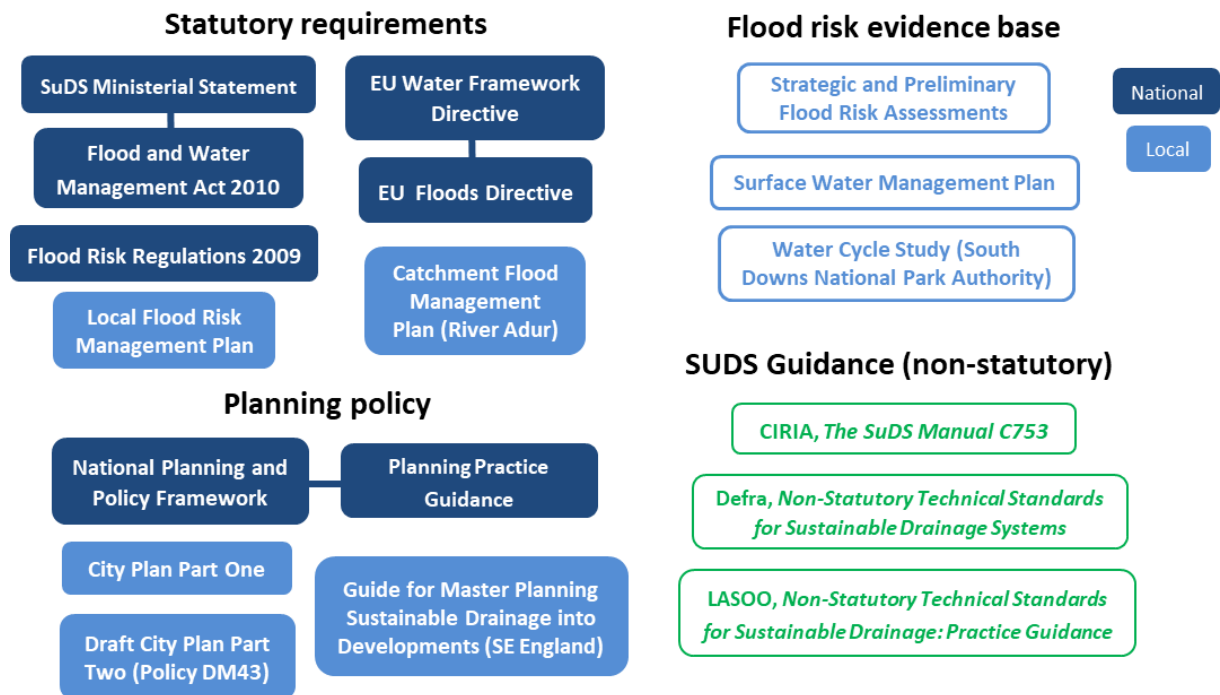 Statutory requirements
SuDS Ministerial Statement
Flood and Water
Management Act 2010
Flood Risk Regulations 2009
Local Flood Risk
Management Plan
EU Water Framework
Directive
EU Floods Directive
Catchment Flood
Management
Plan (River Adur)
Planning policy
National Planning and
Policy Framework
Planning Practice
Guidance
City Plan Part One
Draft City Plan Part
Two (Policy DM43)
Guide for Master Planning
Sustainable Drainage into
Developments (SE England)
Flood risk evidence base
Strategic and Preliminary
Flood Risk Assessments
Surface Water Management Plan
Water Cycle Study (South
Downs National Park Authority)
National
Local
SUDS Guidance (non-statutory)
CIRIA, The SuDS Manual C753
Defra, Non-Statutory Technical Standards
for Sustainable Drainage Systems
LASOO, Non-Statutory Technical Standards
for Sustainable Drainage: Practice Guidance